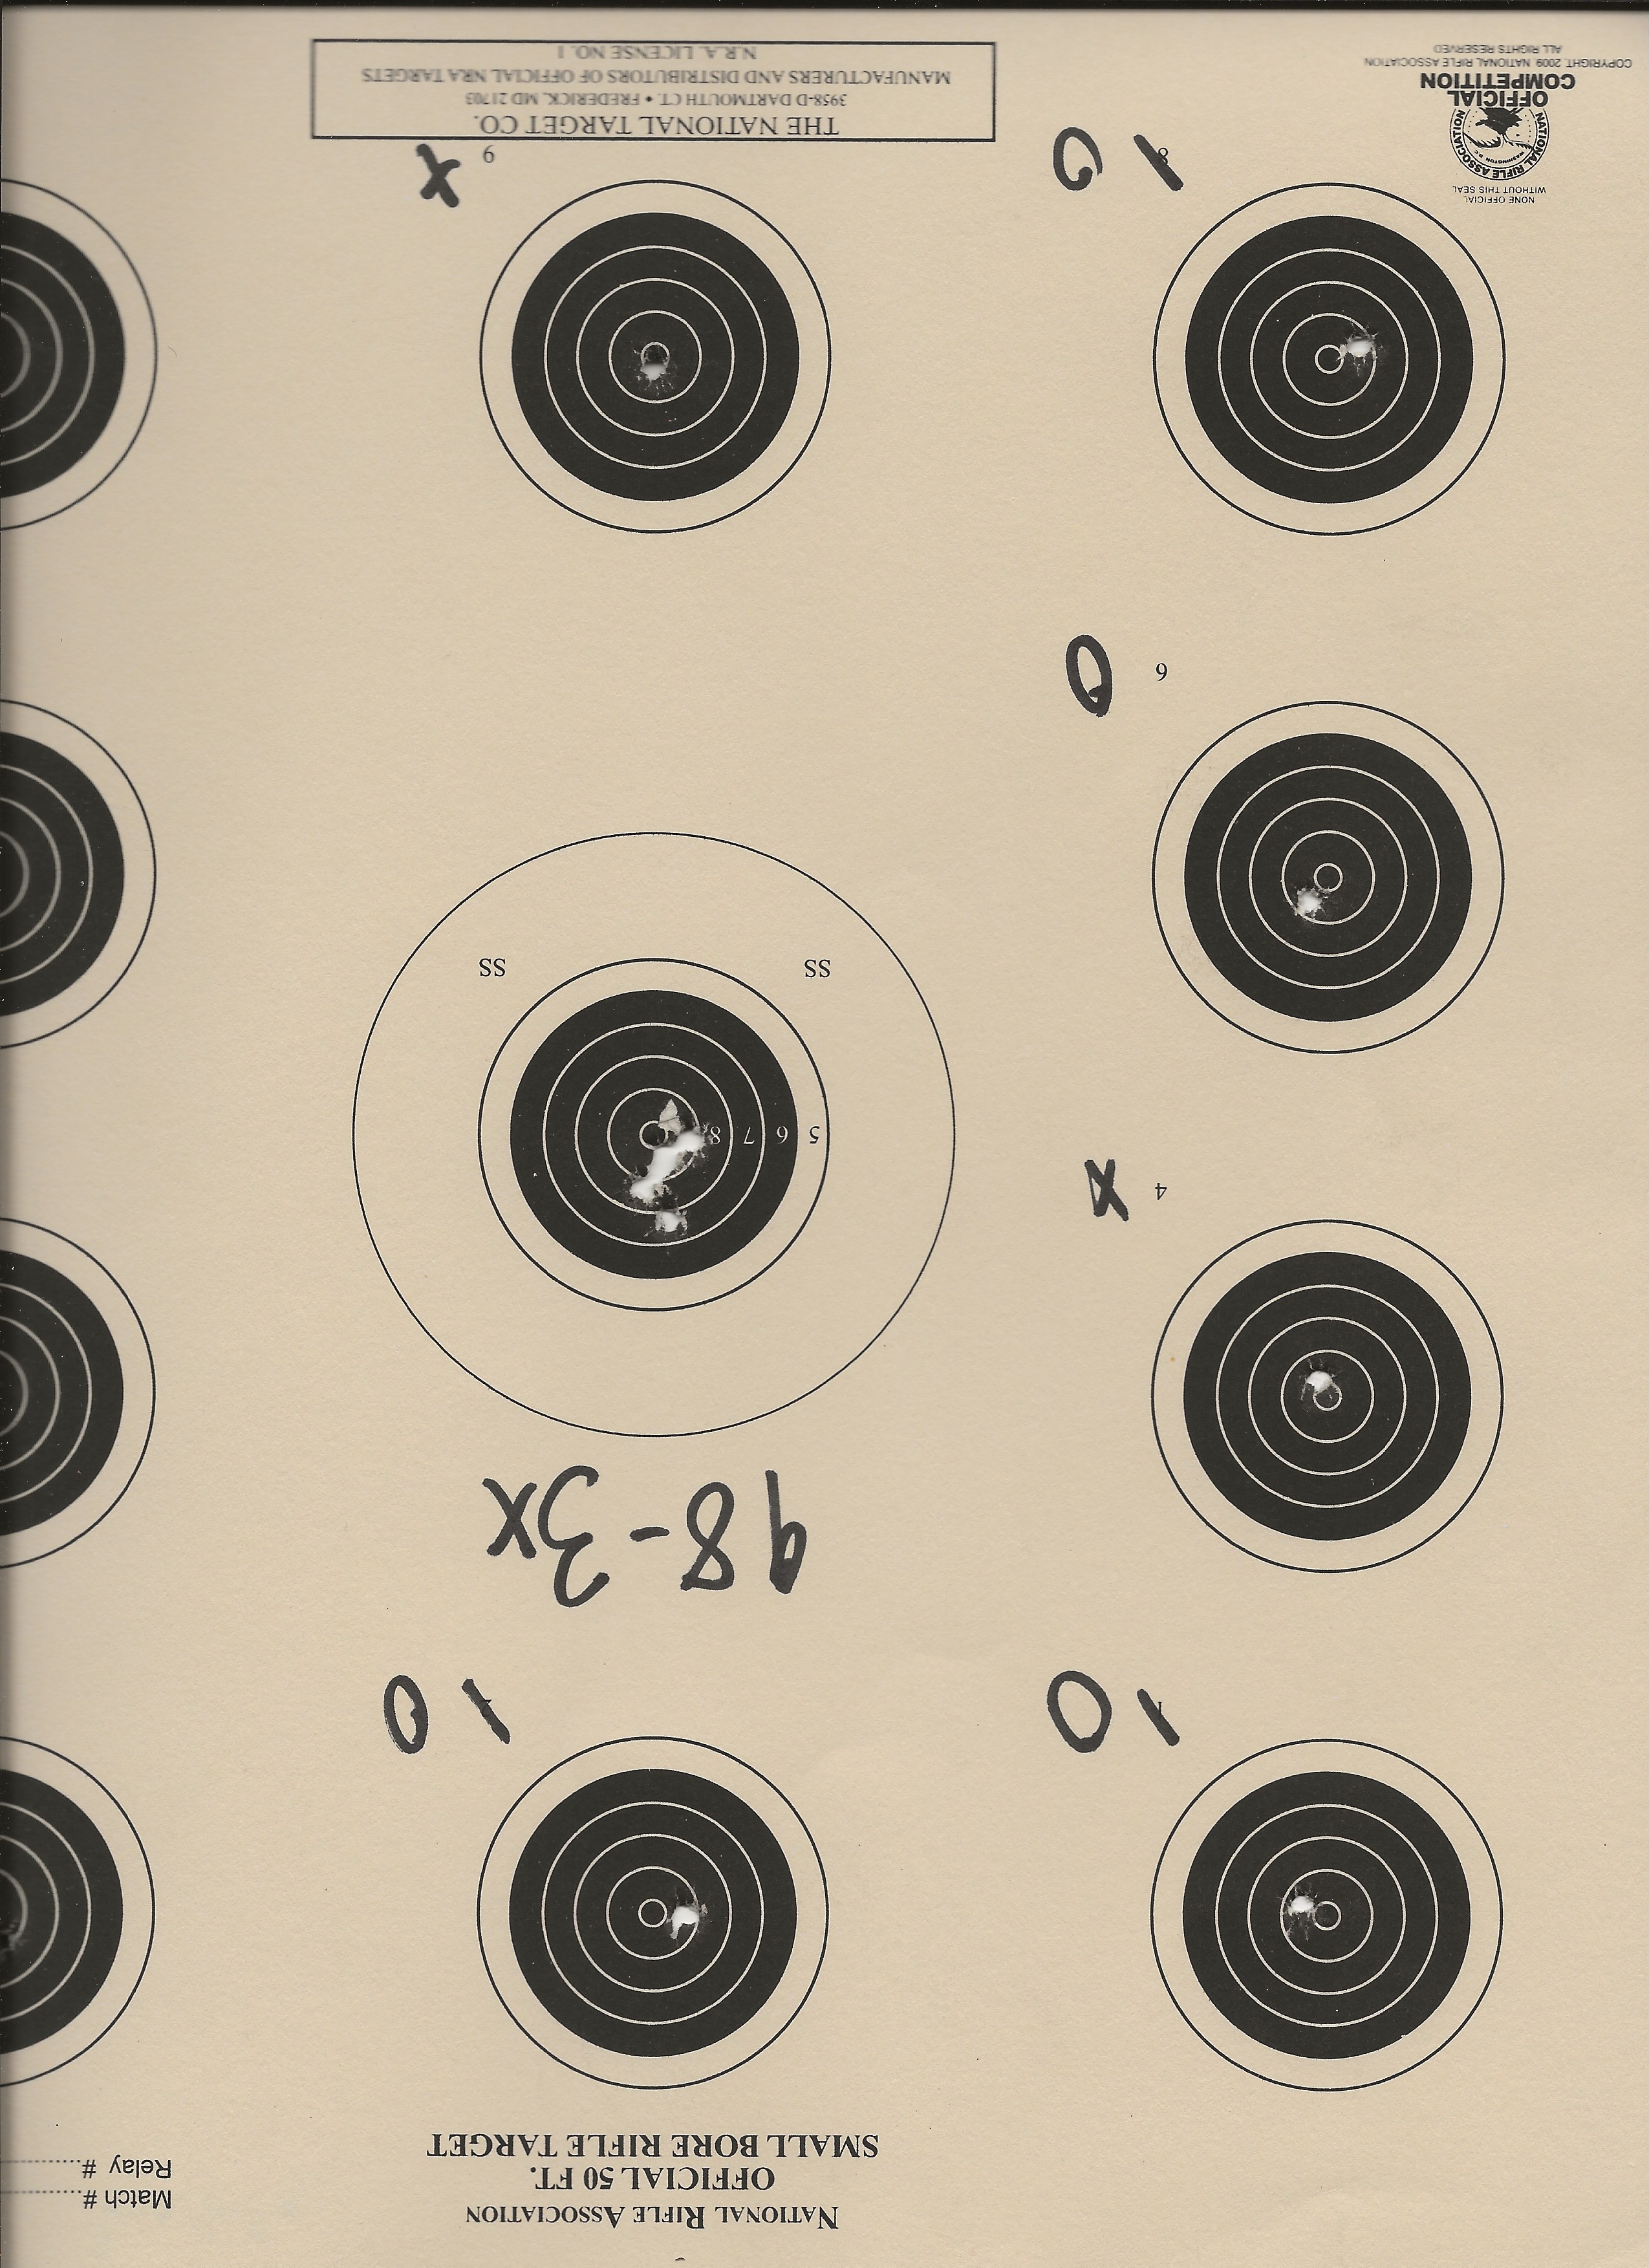 NATIONAL RIFLE ASSOCIATION
OFFICIAL 50 FT.
SMALL BORE RIFLE TARGET
Match #
Relay #
1 10
10
98-3x
4 X
5 6 7 8
SS SS
6 0
8 10
9 X
THE NATIONAL TARGET CO.
3958-D DARTMOUTH CT. • FREDERICK, MD 21703
MANUFACTURERS AND DISTRIBUTORS OF OFFICIAL NRA TARGETS
N.R.A. LICENSE NO. 1
NONE OFFICIAL
WITHOUT THIS SEAL
NATIONAL RIFLE ASSOCIATION
WASHINGTON D.C.
OFFICIAL
COMPETITION
COPYRIGHT, 2009 NATIONAL RIFLE ASSOCIATION
ALL RIGHTS RESERVED